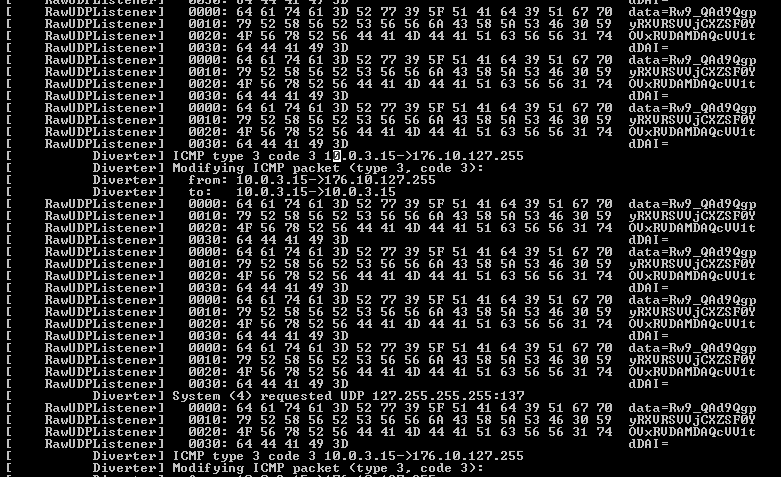 [ RawUDPListener] 0030: 64 44 41 49 3D dDAI=
[ RawUDPListener] 0000: 64 61 74 61 3D 52 77 39 5F 51 41 64 39 51 67 70 data=Rw9_QAd9Qgp
[ RawUDPListener] 0010: 79 52 58 56 52 53 56 56 6A 43 58 5A 53 46 30 59 yRXVRSVVjCXZSF0Y
[ RawUDPListener] 0020: 4F 56 78 52 56 44 41 4D 44 41 51 63 56 56 31 74 OVxRVDAMDAQcVV1t
[ RawUDPListener] 0030: 64 44 41 49 3D dDAI=
[ RawUDPListener] 0000: 64 61 74 61 3D 52 77 39 5F 51 41 64 39 51 67 70 data=Rw9_QAd9Qgp
[ RawUDPListener] 0010: 79 52 58 56 52 53 56 56 6A 43 58 5A 53 46 30 59 yRXVRSVVjCXZSF0Y
[ RawUDPListener] 0020: 4F 56 78 52 56 44 41 4D 44 41 51 63 56 56 31 74 OVxRVDAMDAQcVV1t
[ RawUDPListener] 0030: 64 44 41 49 3D dDAI=
[ RawUDPListener] 0000: 64 61 74 61 3D 52 77 39 5F 51 41 64 39 51 67 70 data=Rw9_QAd9Qgp
[ RawUDPListener] 0010: 79 52 58 56 52 53 56 56 6A 43 58 5A 53 46 30 59 yRXVRSVVjCXZSF0Y
[ RawUDPListener] 0020: 4F 56 78 52 56 44 41 4D 44 41 51 63 56 56 31 74 OVxRVDAMDAQcVV1t
[ RawUDPListener] 0030: 64 44 41 49 3D dDAI=
[ Diverter] ICMP type 3 code 3 10.0.3.15->176.10.127.255
[ Diverter] Modifying ICMP packet (type 3, code 3):
[ Diverter] from: 10.0.3.15->176.10.127.255
[ Diverter] to: 10.0.3.15->10.0.3.15
[ RawUDPListener] 0000: 64 61 74 61 3D 52 77 39 5F 51 41 64 39 51 67 70 data=Rw9_QAd9Qgp
[ RawUDPListener] 0010: 79 52 58 56 52 53 56 56 6A 43 58 5A 53 46 30 59 yRXVRSVVjCXZSF0Y
[ RawUDPListener] 0020: 4F 56 78 52 56 44 41 4D 44 41 51 63 56 56 31 74 OVxRVDAMDAQcVV1t
[ RawUDPListener] 0030: 64 44 41 49 3D dDAI=
[ RawUDPListener] 0000: 64 61 74 61 3D 52 77 39 5F 51 41 64 39 51 67 70 data=Rw9_QAd9Qgp
[ RawUDPListener] 0010: 79 52 58 56 52 53 56 56 6A 43 58 5A 53 46 30 59 yRXVRSVVjCXZSF0Y
[ RawUDPListener] 0020: 4F 56 78 52 56 44 41 4D 44 41 51 63 56 56 31 74 OVxRVDAMDAQcVV1t
[ RawUDPListener] 0030: 64 44 41 49 3D dDAI=
[ RawUDPListener] 0000: 64 61 74 61 3D 52 77 39 5F 51 41 64 39 51 67 70 data=Rw9_QAd9Qgp
[ RawUDPListener] 0010: 79 52 58 56 52 53 56 56 6A 43 58 5A 53 46 30 59 yRXVRSVVjCXZSF0Y
[ RawUDPListener] 0020: 4F 56 78 52 56 44 41 4D 44 41 51 63 56 56 31 74 OVxRVDAMDAQcVV1t
[ RawUDPListener] 0030: 64 44 41 49 3D dDAI=
[ RawUDPListener] 0000: 64 61 74 61 3D 52 77 39 5F 51 41 64 39 51 67 70 data=Rw9_QAd9Qgp
[ RawUDPListener] 0010: 79 52 58 56 52 53 56 56 6A 43 58 5A 53 46 30 59 yRXVRSVVjCXZSF0Y
[ RawUDPListener] 0020: 4F 56 78 52 56 44 41 4D 44 41 51 63 56 56 31 74 OVxRVDAMDAQcVV1t
[ RawUDPListener] 0030: 64 44 41 49 3D dDAI=
[ Diverter] System (4) requested UDP 127.255.255.255:137
[ RawUDPListener] 0000: 64 61 74 61 3D 52 77 39 5F 51 41 64 39 51 67 70 data=Rw9_QAd9Qgp
[ RawUDPListener] 0010: 79 52 58 56 52 53 56 56 6A 43 58 5A 53 46 30 59 yRXVRSVVjCXZSF0Y
[ RawUDPListener] 0020: 4F 56 78 52 56 44 41 4D 44 41 51 63 56 56 31 74 OVxRVDAMDAQcVV1t
[ RawUDPListener] 0030: 64 44 41 49 3D dDAI=
[ Diverter] ICMP type 3 code 3 10.0.3.15->176.10.127.255
[ Diverter] Modifying ICMP packet (type 3, code 3):